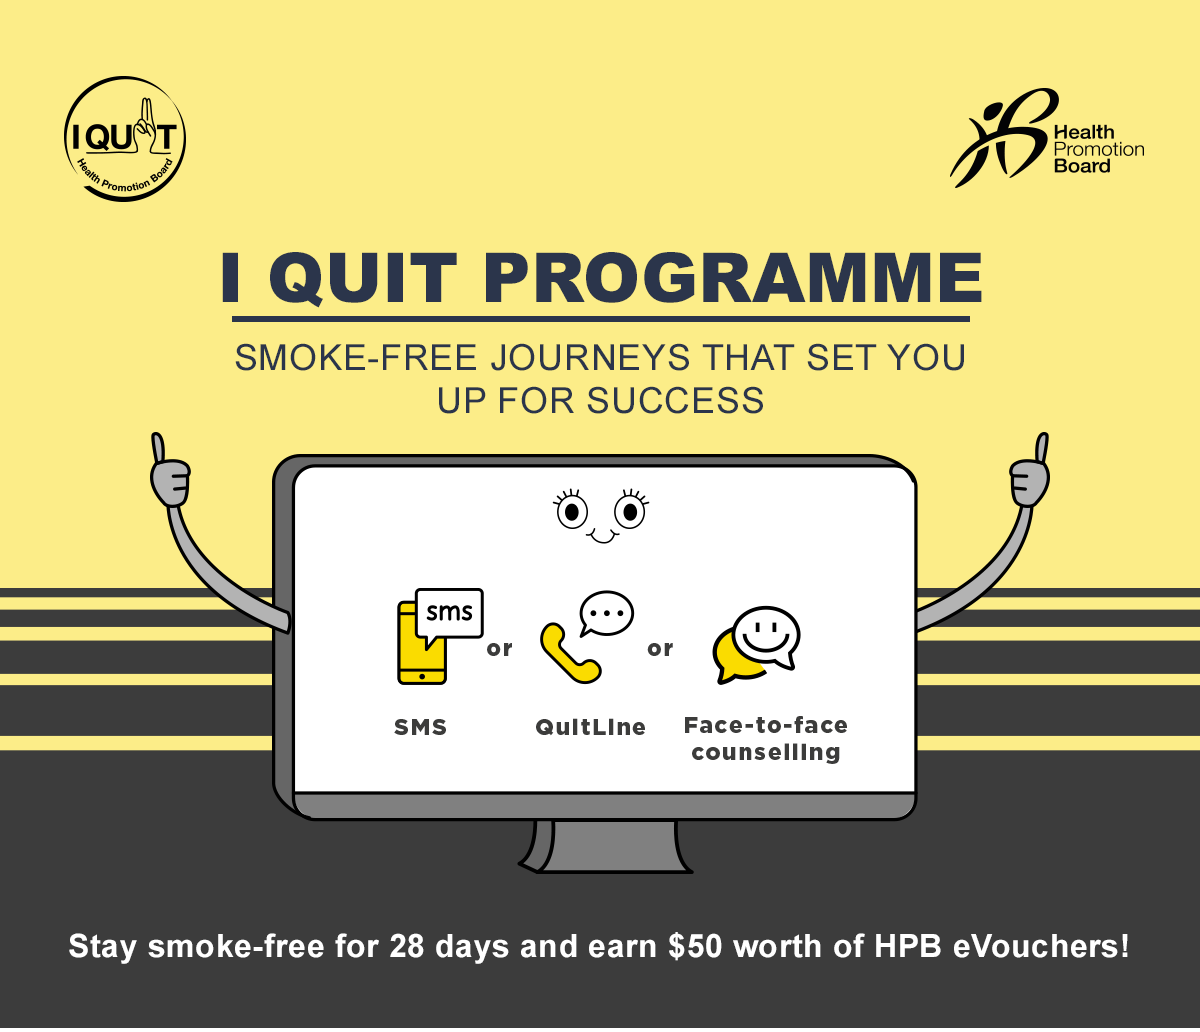 I QUIT
Health Promotion Board
Health
Promotion
Board
I QUIT PROGRAMME
SMOKE-FREE JOURNEYS THAT SET YOU
UP FOR SUCCESS
sms
or
or
SMS
QuitLine
Face-to-face
counselling
Stay smoke-free for 28 days and earn $50 worth of HPB eVouchers!